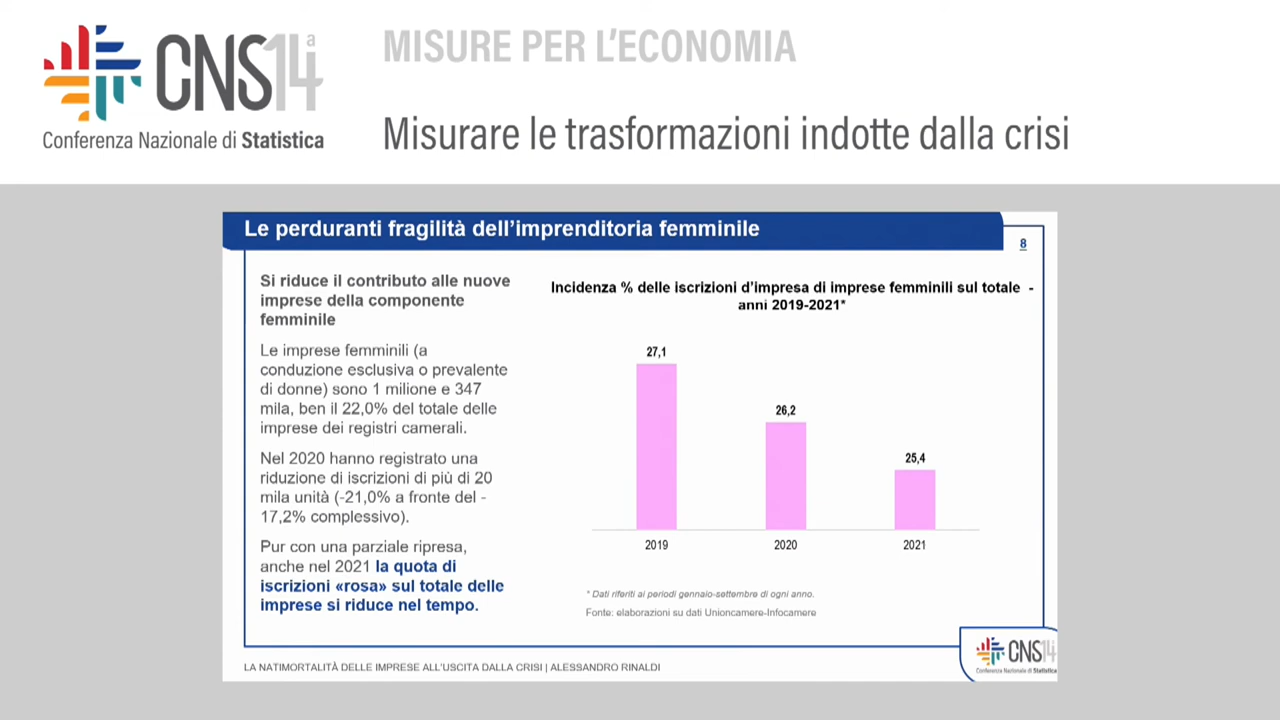 CNS14ª
Conferenza Nazionale di Statistica
MISURE PER L'ECONOMIA
Misurare le trasformazioni indotte dalla crisi
Le perduranti fragilità dell'imprenditoria femminile
8
Si riduce il contributo alle nuove
imprese della componente
femminile
Le imprese femminili (a
conduzione esclusiva o prevalente
di donne) sono 1 milione e 347
mila, ben il 22,0% del totale delle
imprese dei registri camerali.
Nel 2020 hanno registrato una
riduzione di iscrizioni di più di 20
mila unità (-21,0% a fronte del -
17,2% complessivo).
Pur con una parziale ripresa,
anche nel 2021 la quota di
iscrizioni «rosa» sul totale delle
imprese si riduce nel tempo.
Incidenza % delle iscrizioni d'impresa di imprese femminili sul totale -
anni 2019-2021*
27,1
26,2
25,4
2019 2020 2021
* Dati riferiti ai periodi gennaio-settembre di ogni anno.
Fonte: elaborazioni su dati Unioncamere-Infocamere
LA NATIMORTALITÀ DELLE IMPRESE ALL'USCITA DALLA CRISI | ALESSANDRO RINALDI
CNS14
Conferenza Nazionale di Statistica